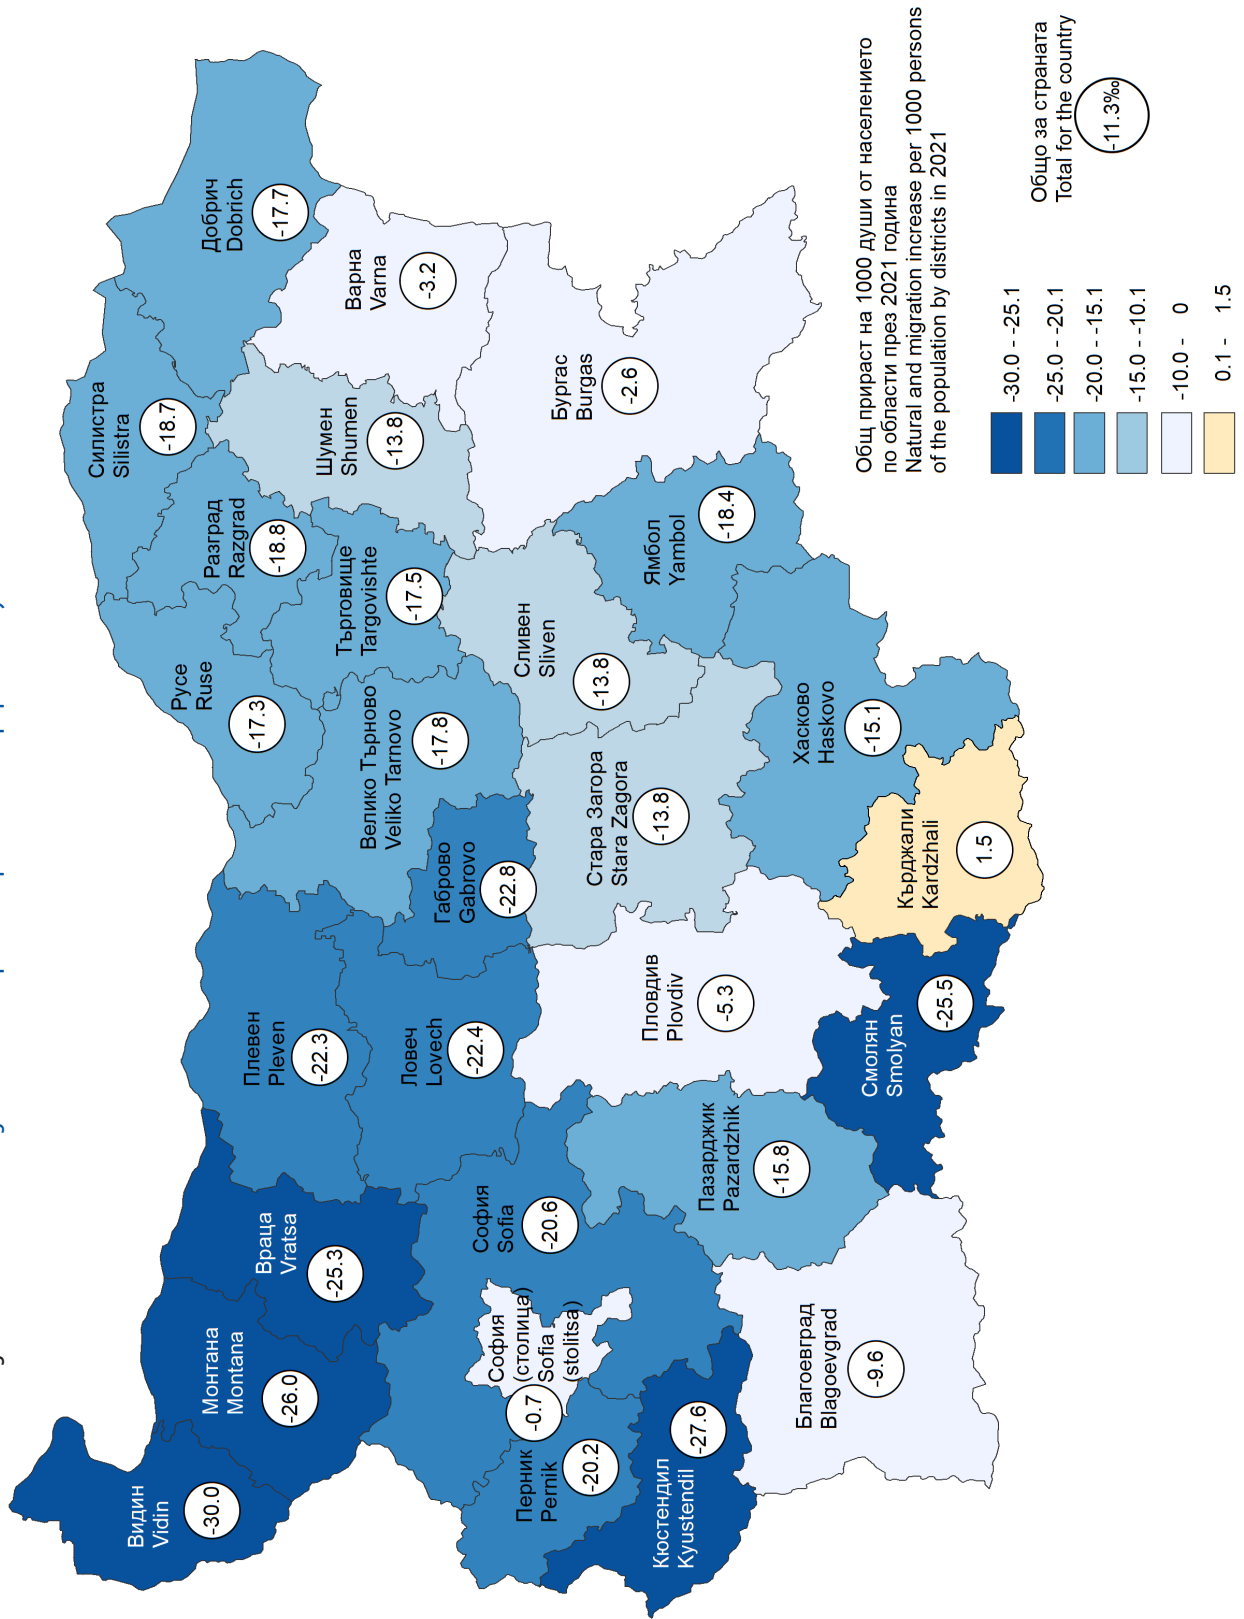 Видин
Vidin
-30.0
Монтана
Montana
-26.0
Враца
Vratsa
-25.3
Плевен
Pleven
-22.3
Ловеч
Lovech
-22.4
Габрово
Gabrovo
-22.8
Велико Търново
Veliko Tarnovo
-17.8
Русе
Ruse
-17.3
Разград
Razgrad
-18.8
Силистра
Silistra
-18.7
Добрич
Dobrich
-17.7
Варна
Varna
-3.2
Шумен
Shumen
-13.8
Търговище
Targovishte
-17.5
София
Sofia
-20.6
София
(столица)
Sofia
(stolitsa)
-0.7
Перник
Pernik
-20.2
Кюстендил
Kyustendil
-27.6
Благоевград
Blagoevgrad
-9.6
Пазарджик
Pazardzhik
-15.8
Пловдив
Plovdiv
-5.3
Смолян
Smolyan
-25.5
Кърджали
Kardzhali
1.5
Хасково
Haskovo
-15.1
Стара Загора
Stara Zagora
-13.8
Сливен
Sliven
-13.8
Ямбол
Yambol
-18.4
Бургас
Burgas
-2.6
Общ прираст на 1000 души от населението
по области през 2021 година
Natural and migration increase per 1000 persons
of the population by districts in 2021
-30.0 - -25.1
-25.0 - -20.1
-20.0 - -15.1
-15.0 - -10.1
-10.0 - 0
0.1 - 1.5
Общо за страната
Total for the country
-11.3‰